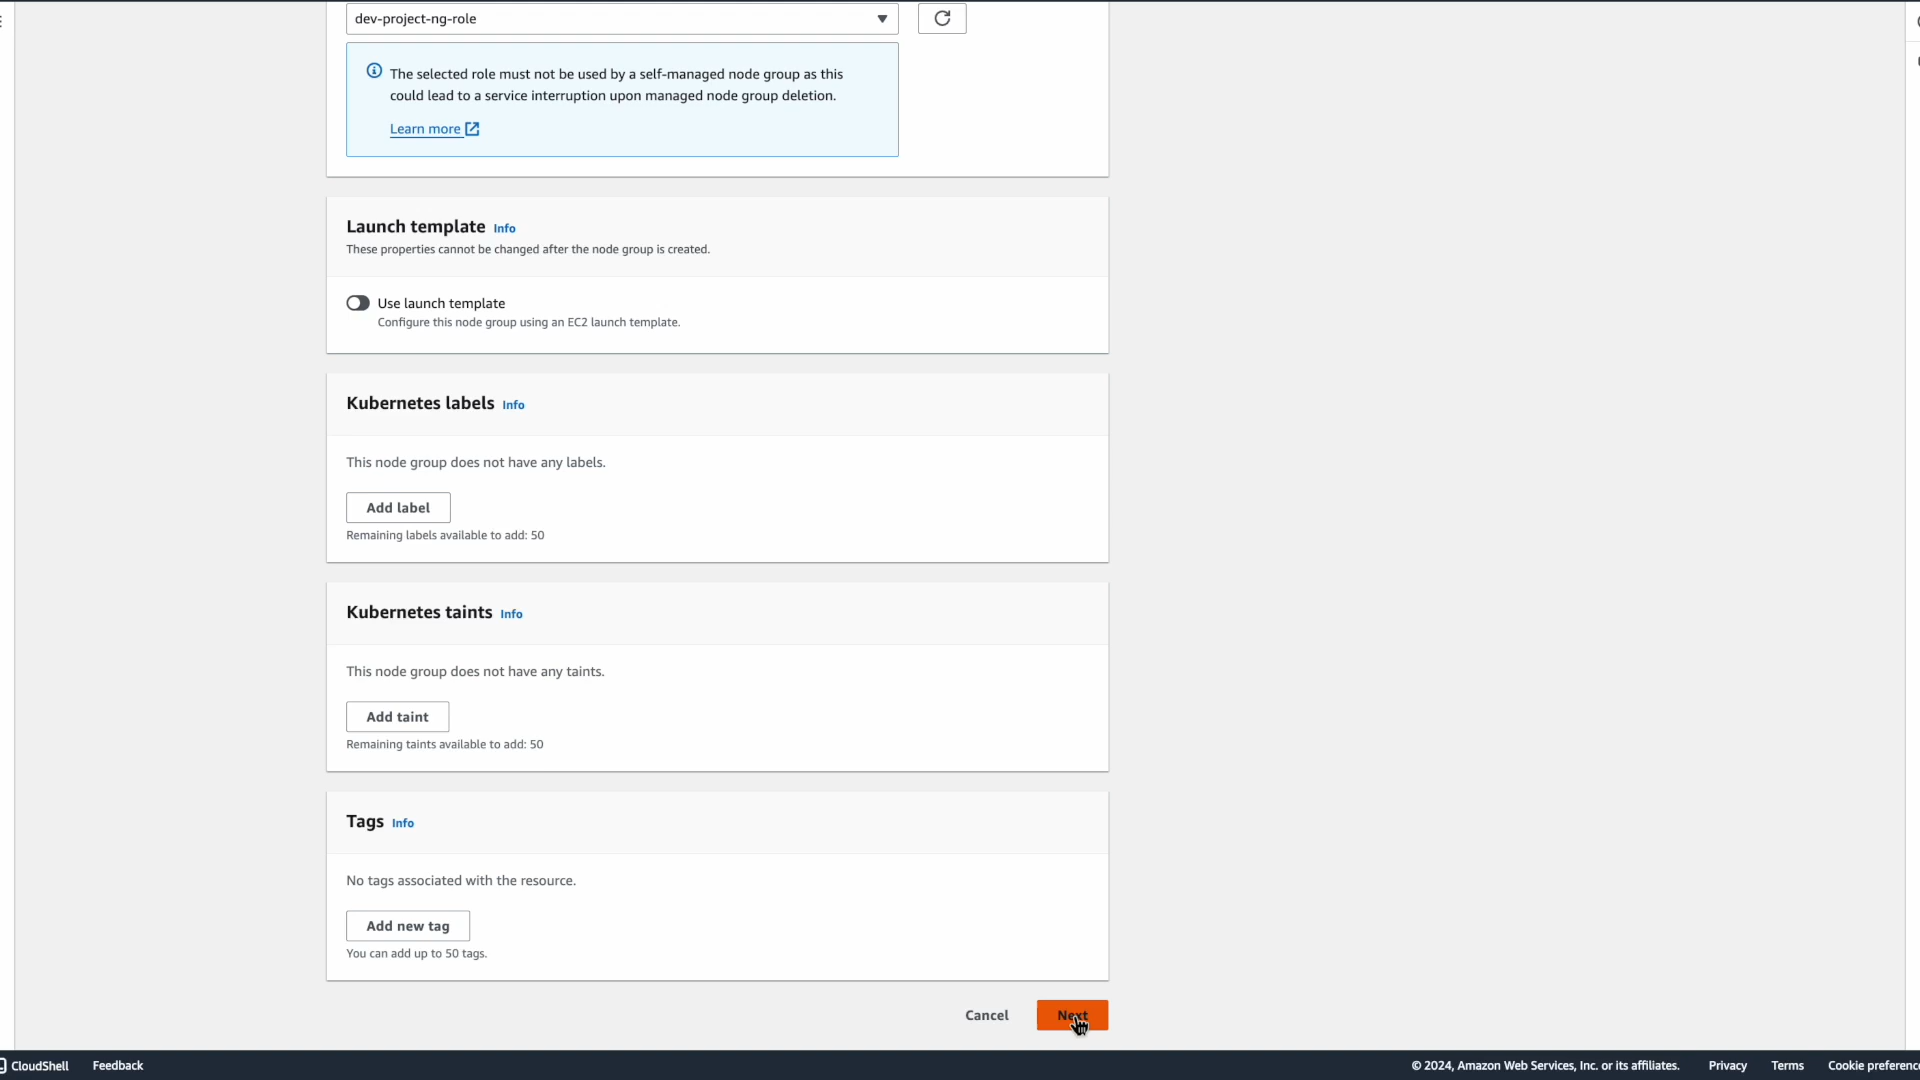 dev-project-ng-role
The selected role must not be used by a self-managed node group as this
could lead to a service interruption upon managed node group deletion.
Learn more
Launch template Info
These properties cannot be changed after the node group is created.
Use launch template
Configure this node group using an EC2 launch template.
Kubernetes labels Info
This node group does not have any labels.
Add label
Remaining labels available to add: 50
Kubernetes taints Info
This node group does not have any taints.
Add taint
Remaining taints available to add: 50
Tags Info
No tags associated with the resource.
Add new tag
You can add up to 50 tags.
Cancel Next
CloudShell Feedback © 2024, Amazon Web Services, Inc. or its affiliates. Privacy Terms Cookie preference